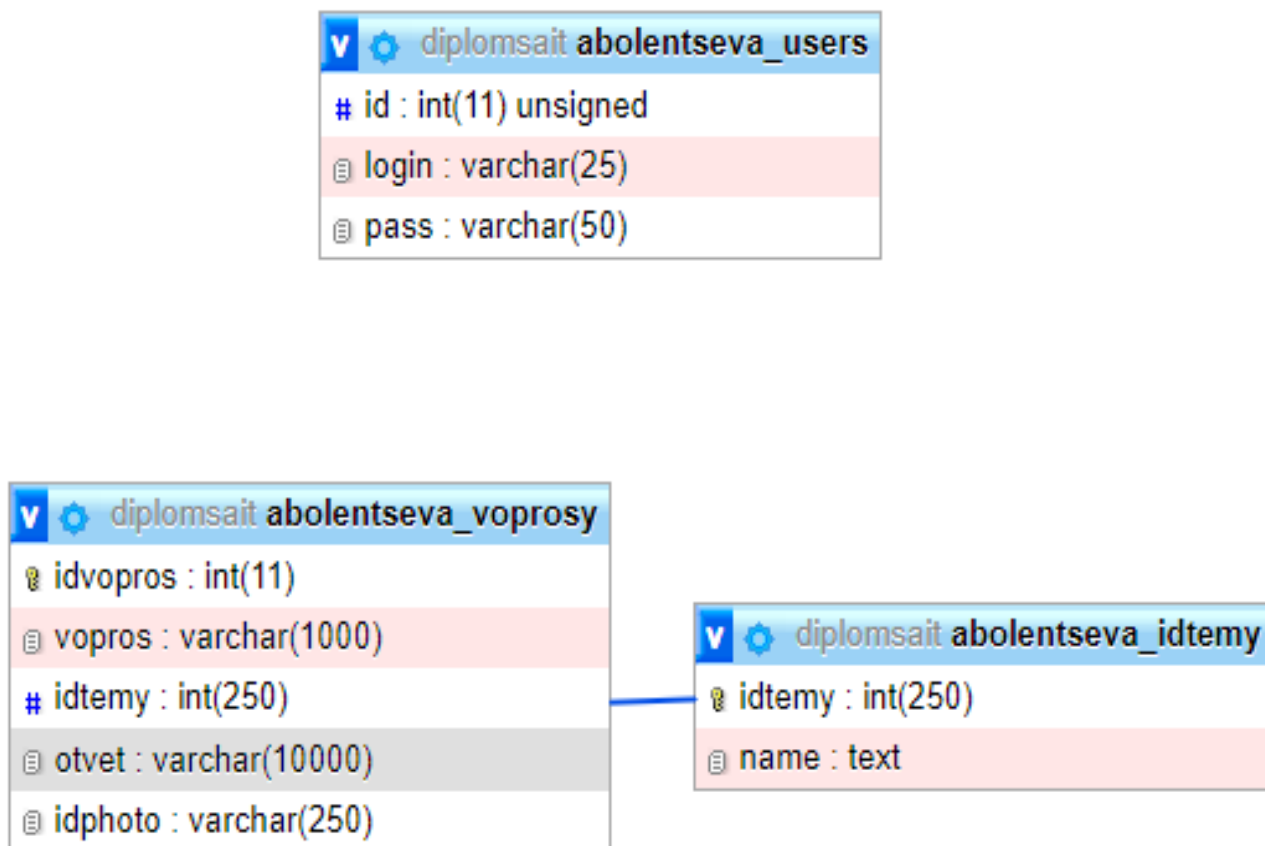 v diplomsait abolentseva_users
# id : int(11) unsigned
login : varchar(25)
pass : varchar(50)
v diplomsait abolentseva_voprosy
idvopros : int(11)
vopros : varchar(1000)
# idtemy : int(250)
otvet : varchar(10000)
idphoto : varchar(250)
v diplomsait abolentseva_idtemy
idtemy : int(250)
name : text